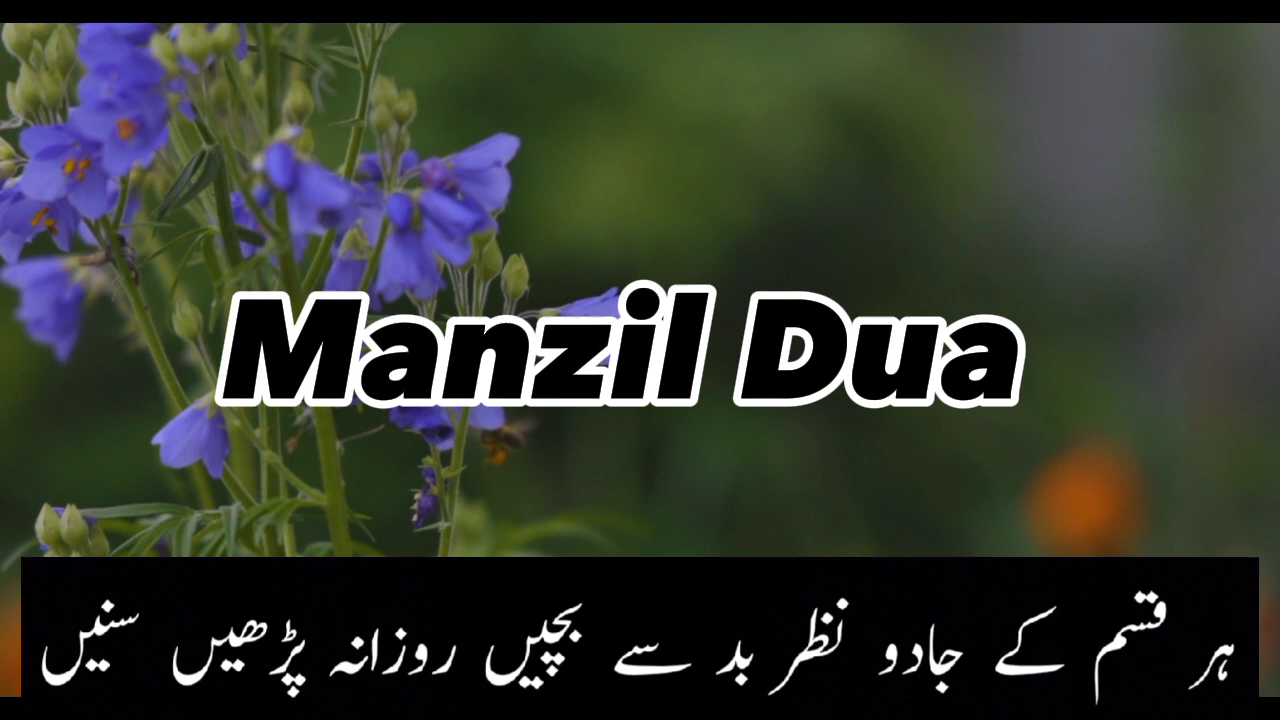 Manzil Dua
ہر قسم کے جادو نظر بد سے بچیں روزانہ پڑھیں سنیں